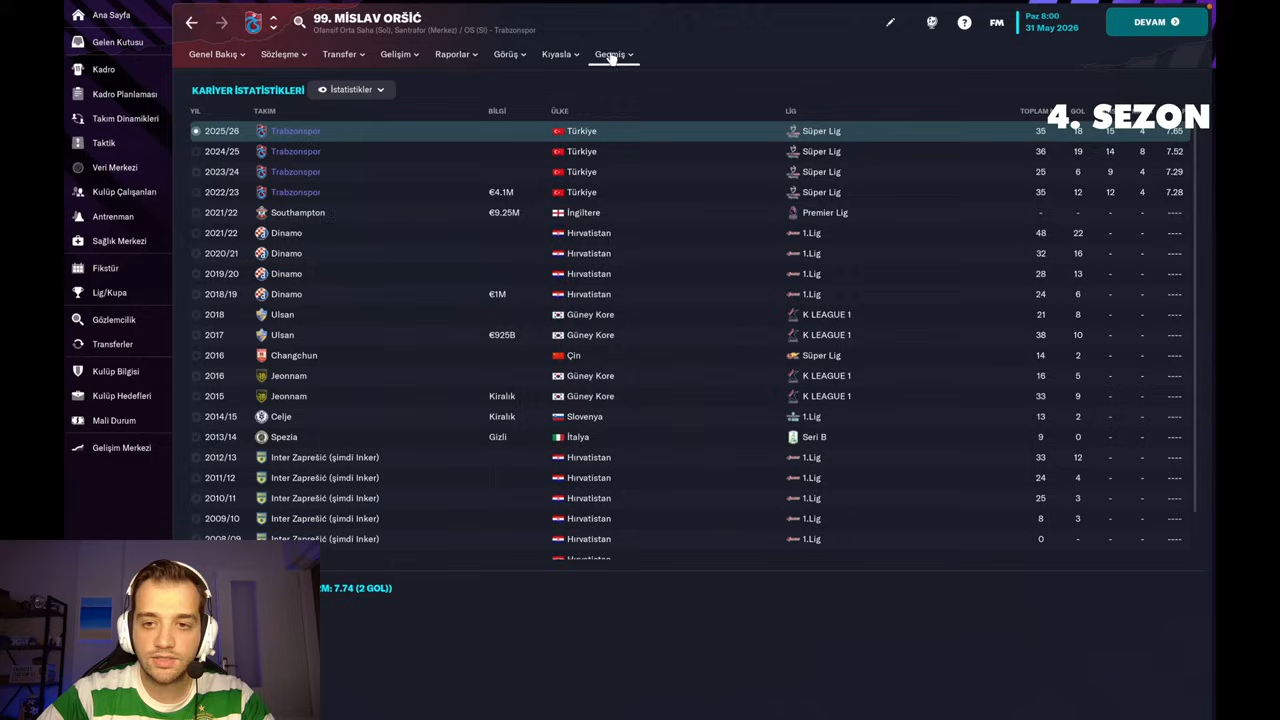 Ana Sayfa
Gelen Kutusu
Kadro
Kadro Planlaması
Takım Dinamikleri
Taktik
Veri Merkezi
Kulüp Çalışanları
Antrenman
Sağlık Merkezi
Fikstür
Lig/Kupa
Gözlemcilik
Transferler
Kulüp Bilgisi
Kulüp Hedefleri
Mali Durum
Gelişim Merkezi
99. MİSLAV ORŠİĆ
Ofansif Orta Saha (Sol), Santrafor (Merkez) / OS (Sl) - Trabzonspor
FM
Paz 8:00
31 May 2026
DEVAM
Genel Bakış
Sözleşme
Transfer
Gelişim
Raporlar
Görüş
Kıyasla
Geçmiş
KARİYER İSTATİSTİKLERİ
İstatistikler
YIL TAKIM BİLGİ ÜLKE LİG TOPLAM
4. SEZON
2025/26 Trabzonspor Türkiye Süper Lig 35 18 15 4 7.65
2024/25 Trabzonspor Türkiye Süper Lig 36 19 14 8 7.52
2023/24 Trabzonspor Türkiye Süper Lig 25 6 9 4 7.29
2022/23 Trabzonspor €4.1M Türkiye Süper Lig 35 12 12 4 7.28
2021/22 Southampton €9.25M İngiltere Premier Lig - - - - ----
2021/22 Dinamo Hırvatistan 1.Lig 48 22 - - ----
2020/21 Dinamo Hırvatistan 1.Lig 32 16 - - ----
2019/20 Dinamo Hırvatistan 1.Lig 28 13 - - ----
2018/19 Dinamo €1M Hırvatistan 1.Lig 24 6 - - ----
2018 Ulsan Güney Kore K LEAGUE 1 21 8 - - ----
2017 Ulsan €925B Güney Kore K LEAGUE 1 38 10 - - ----
2016 Changchun Çin Süper Lig 14 2 - - ----
2016 Jeonnam Güney Kore K LEAGUE 1 16 5 - - ----
2015 Jeonnam Kiralık Güney Kore K LEAGUE 1 33 9 - - ----
2014/15 Celje Kiralık Slovenya 1.Lig 13 2 - - ----
2013/14 Spezia Gizli İtalya Seri B 9 0 - - ----
2012/13 Inter Zaprešić (şimdi Inker) Hırvatistan 1.Lig 33 12 - - ----
2011/12 Inter Zaprešić (şimdi Inker) Hırvatistan 1.Lig 24 4 - - ----
2010/11 Inter Zaprešić (şimdi Inker) Hırvatistan 1.Lig 25 3 - - ----
2009/10 Inter Zaprešić (şimdi Inker) Hırvatistan 1.Lig 8 3 - - ----
2008/09 Inter Zaprešić (şimdi Inker) Hırvatistan 1.Lig 0 - - - ----
7.74 (2 GOL))